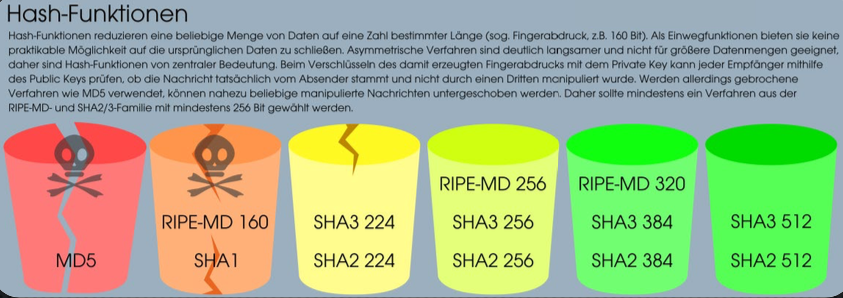 Hash-Funktionen
Hash-Funktionen reduzieren eine beliebige Menge von Daten auf eine Zahl bestimmter Länge (sog. Fingerabdruck, z.B. 160 Bit). Als Einwegfunktionen bieten sie keine
praktikable Möglichkeit auf die ursprünglichen Daten zu schließen. Asymmetrische Verfahren sind deutlich langsamer und nicht für größere Datenmengen geeignet,
daher sind Hash-Funktionen von zentraler Bedeutung. Beim Verschlüsseln des damit erzeugten Fingerabdrucks mit dem Private Key kann jeder Empfänger mithilfe
des Public Keys prüfen, ob die Nachricht tatsächlich vom Absender stammt und nicht durch einen Dritten manipuliert wurde. Werden allerdings gebrochene
Verfahren wie MD5 verwendet, können nahezu beliebige manipulierte Nachrichten untergeschoben werden. Daher sollte mindestens ein Verfahren aus der
RIPE-MD- und SHA2/3-Familie mit mindestens 256 Bit gewählt werden.
MD5
RIPE-MD 160
SHA1
SHA3 224
SHA2 224
RIPE-MD 256
SHA3 256
SHA2 256
RIPE-MD 320
SHA3 384
SHA2 384
SHA3 512
SHA2 512